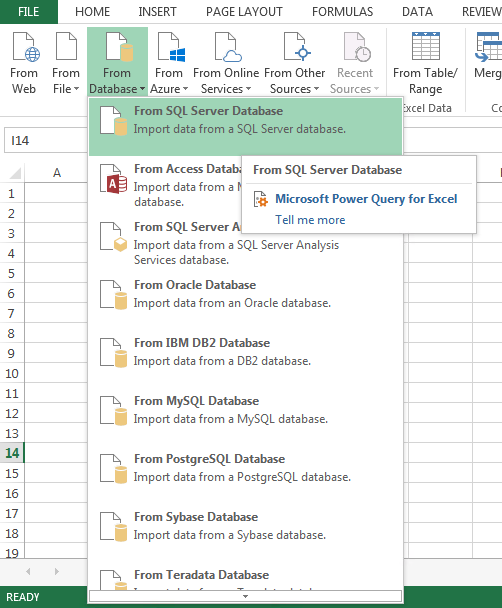 FILE HOME INSERT PAGE LAYOUT FORMULAS DATA REVIEW
From Web
From File
From Database
From Azure
From Online Services
From Other Sources
Recent Sources
From Table/ Range
Merg
Excel Data
Co
I14
A
1
2
3
4
5
6
7
8
9
10
11
12
13
14
15
16
17
18
19
From SQL Server Database
Import data from a SQL Server database.
From Access Databa
Import data from a M
database.
From SQL Server A
Import data from a SQL Server Analysis
Services database.
From Oracle Database
Import data from an Oracle database.
From IBM DB2 Database
Import data from a DB2 database.
From MySQL Database
Import data from a MySQL database.
From PostgreSQL Database
Import data from a PostgreSQL database.
From Sybase Database
Import data from a Sybase database.
From Teradata Database
From SQL Server Database
Microsoft Power Query for Excel
Tell me more
READY